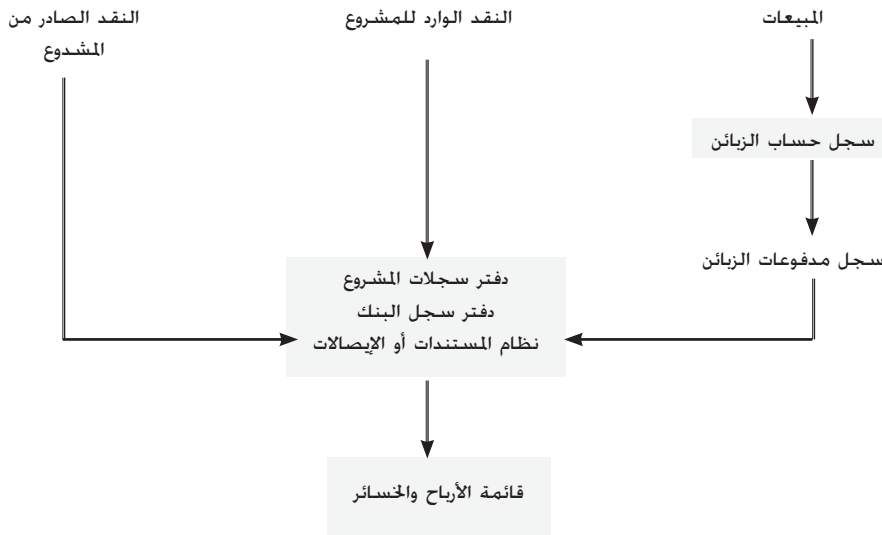 المبيعات
النقد الوارد للمشروع
النقد الصادر من
المشدوع
سجل حساب الزبائن
سجل مدفوعات الزبائن
دفتر سجلات المشروع
دفتر سجل البنك
نظام المستندات أو الإيصالات
قائمة الأرباح والخسائر